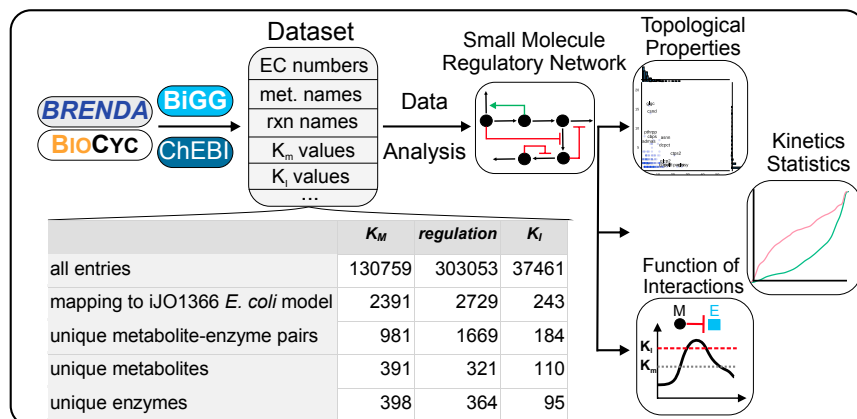 Dataset
EC numbers
met. names
rxn names
Km values
KI values
...
BRENDA
BiGG
BIOCYC
ChEBI
Data
Analysis
Small Molecule
Regulatory Network
Topological
Properties
cynd
ctps2
Kinetics
Statistics
Function of
Interactions
M E
KI
Km
KM regulation KI
all entries 130759 303053 37461
mapping to iJO1366 E. coli model 2391 2729 243
unique metabolite-enzyme pairs 981 1669 184
unique metabolites 391 321 110
unique enzymes 398 364 95